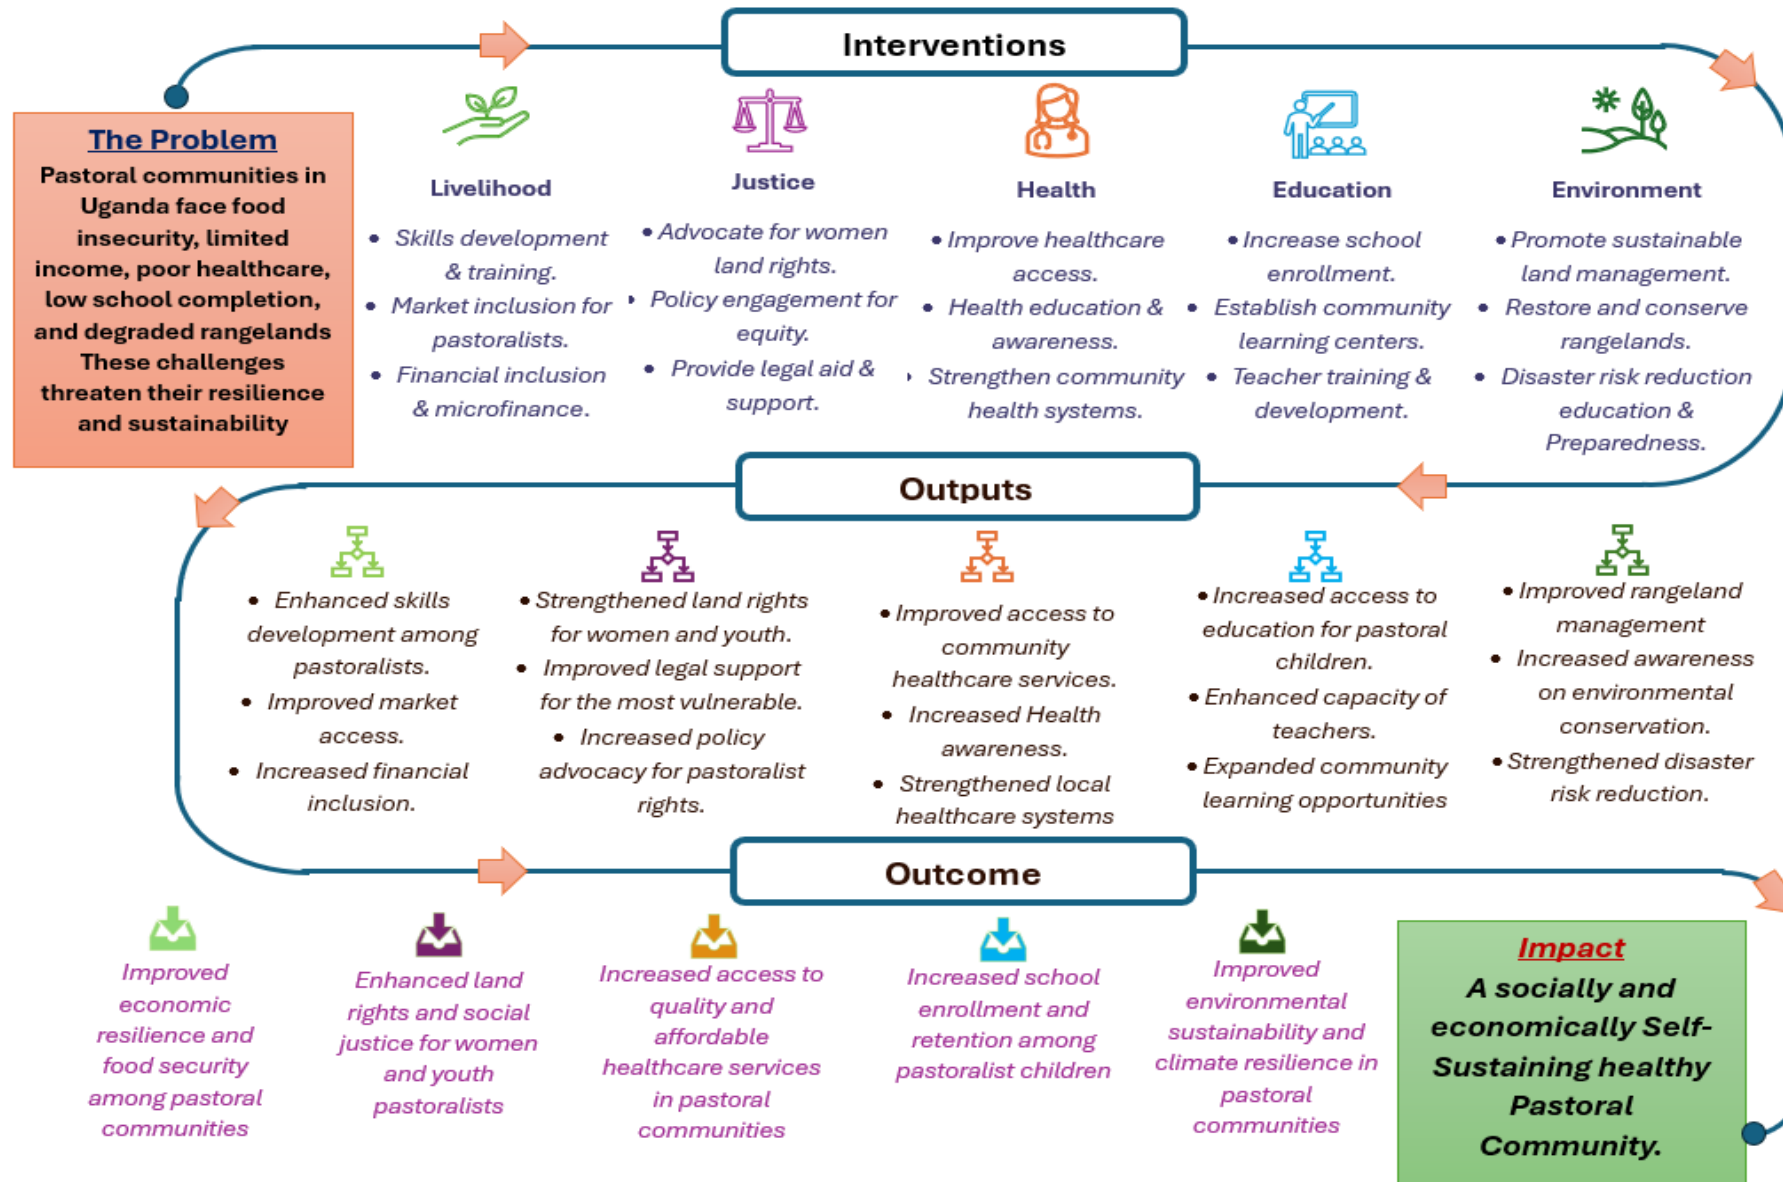 Interventions
The Problem
Pastoral communities in
Uganda face food
insecurity, limited
income, poor healthcare,
low school completion,
and degraded rangelands
These challenges
threaten their resilience
and sustainability
Livelihood
• Skills development
& training.
• Market inclusion for
pastoralists.
• Financial inclusion
& microfinance.
Justice
• Advocate for women
land rights.
• Policy engagement for
equity.
• Provide legal aid &
support.
Health
• Improve healthcare
access.
• Health education &
awareness.
• Strengthen community
health systems.
Education
• Increase school
enrollment.
• Establish community
learning centers.
• Teacher training &
development.
Environment
• Promote sustainable
land management.
• Restore and conserve
rangelands.
• Disaster risk reduction
education &
Preparedness.
Outputs
• Enhanced skills
development among
pastoralists.
• Improved market
access.
• Increased financial
inclusion.
• Strengthened land rights
for women and youth.
• Improved legal support
for the most vulnerable.
• Increased policy
advocacy for pastoralist
rights.
• Improved access to
community
healthcare services.
• Increased Health
awareness.
• Strengthened local
healthcare systems
• Increased access to
education for pastoral
children.
• Enhanced capacity of
teachers.
• Expanded community
learning opportunities
• Improved rangeland
management
• Increased awareness
on environmental
conservation.
• Strengthened disaster
risk reduction.
Outcome
Improved
economic
resilience and
food security
among pastoral
communities
Enhanced land
rights and social
justice for women
and youth
pastoralists
Increased access to
quality and
affordable
healthcare services
in pastoral
communities
Increased school
enrollment and
retention among
pastoralist children
Improved
environmental
sustainability and
climate resilience in
pastoral
communities
Impact
A socially and
economically Self-
Sustaining healthy
Pastoral
Community.